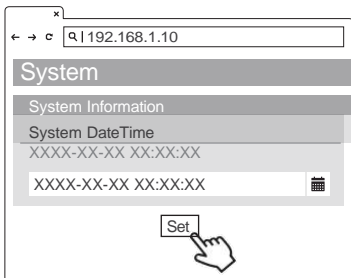 192.168.1.10
System
System Information
System DateTime
XXXX-XX-XX XX:XX:XX
XXXX-XX-XX XX:XX:XX
Set